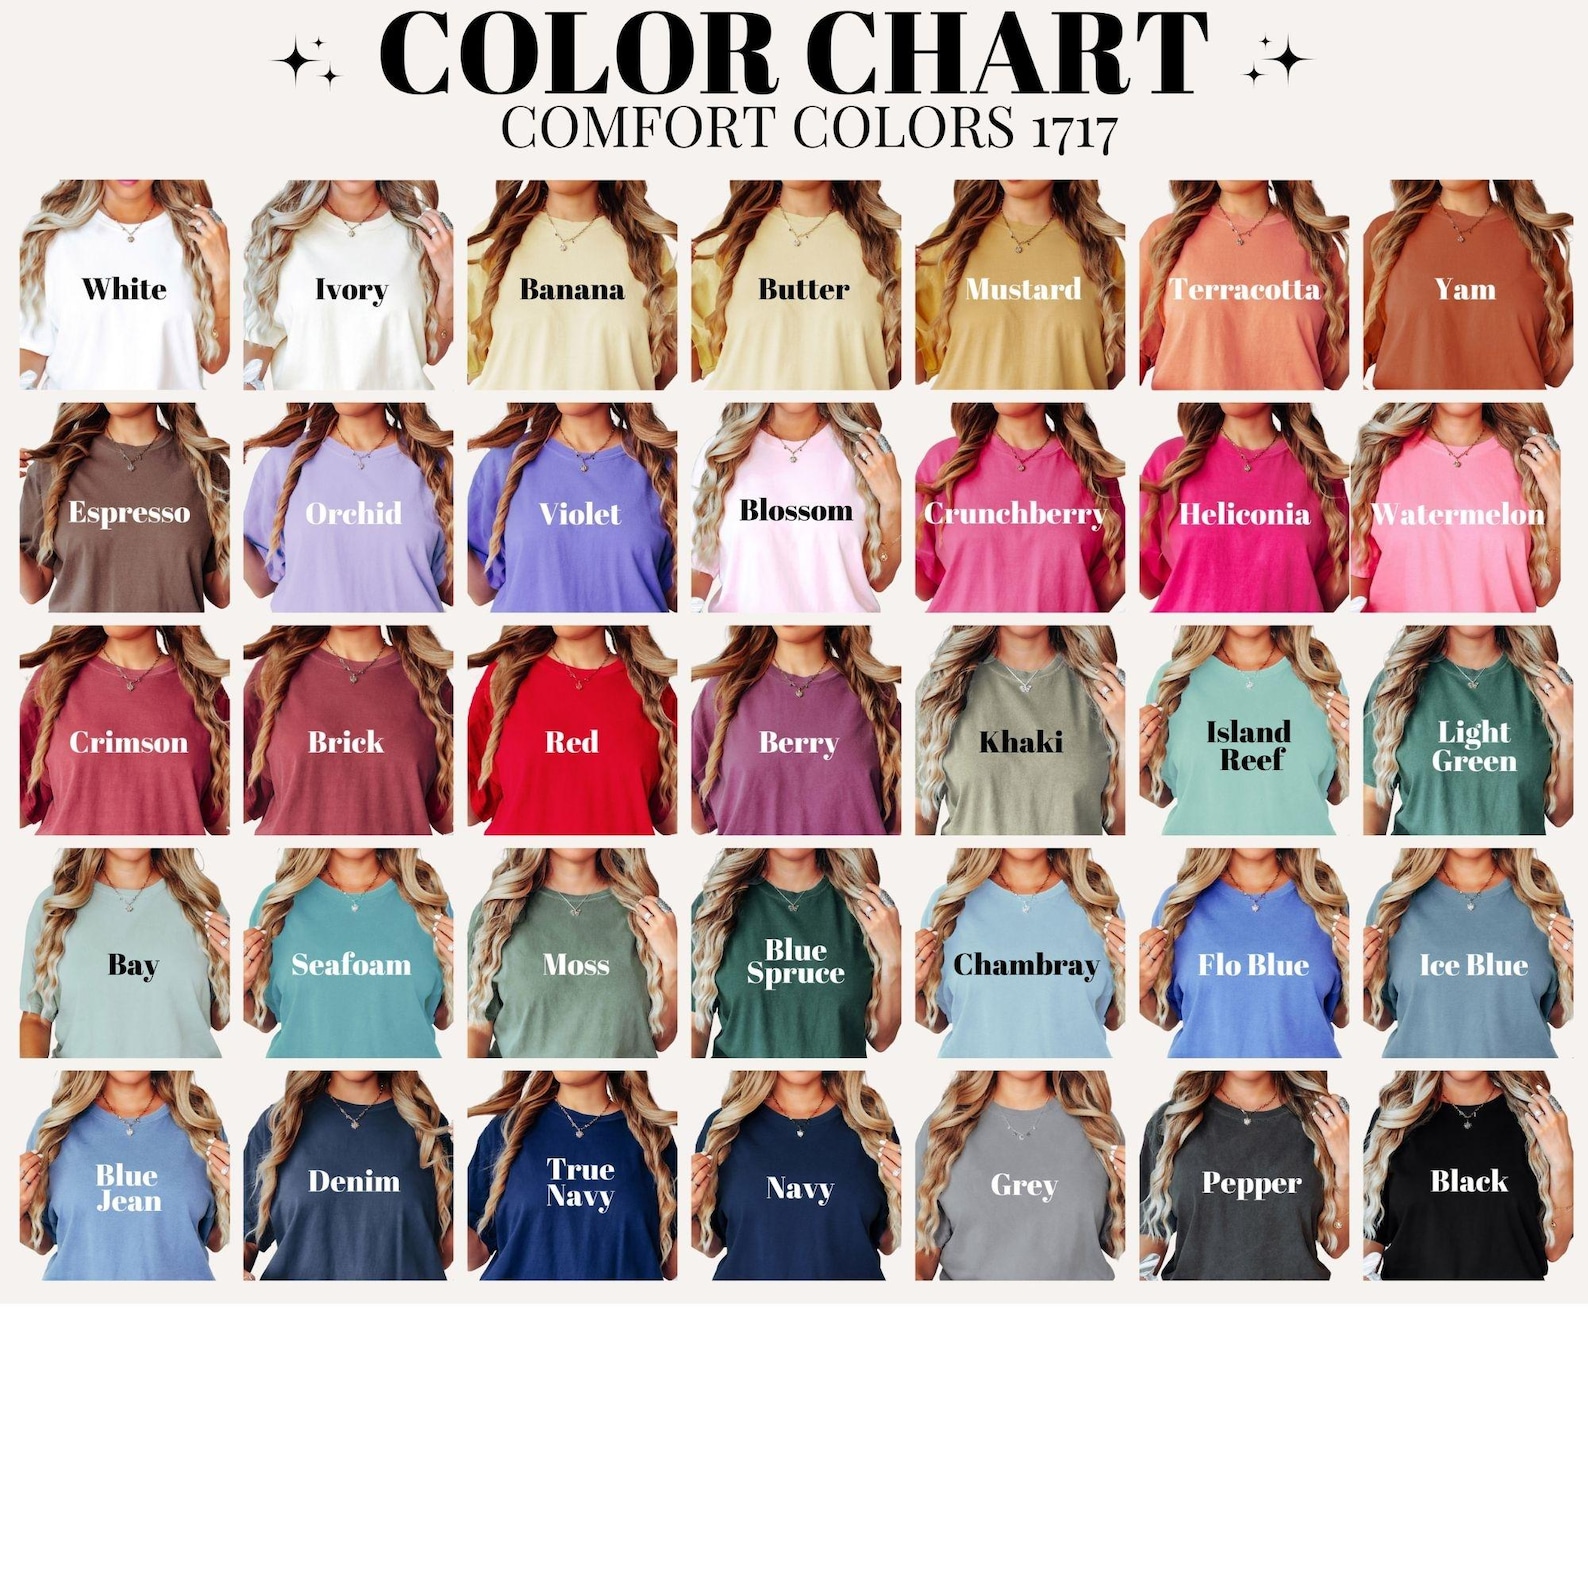 COLOR CHART
COMFORT COLORS 1717
White
Ivory
Banana
Butter
Mustard
Terracotta
Yam
Espresso
Orchid
Violet
Blossom
Crunchberry
Heliconia
Watermelon
Crimson
Brick
Red
Berry
Khaki
Island
Reef
Light
Green
Bay
Seafoam
Moss
Blue
Spruce
Chambray
Flo Blue
Ice Blue
Blue
Jean
Denim
True
Navy
Navy
Grey
Pepper
Black